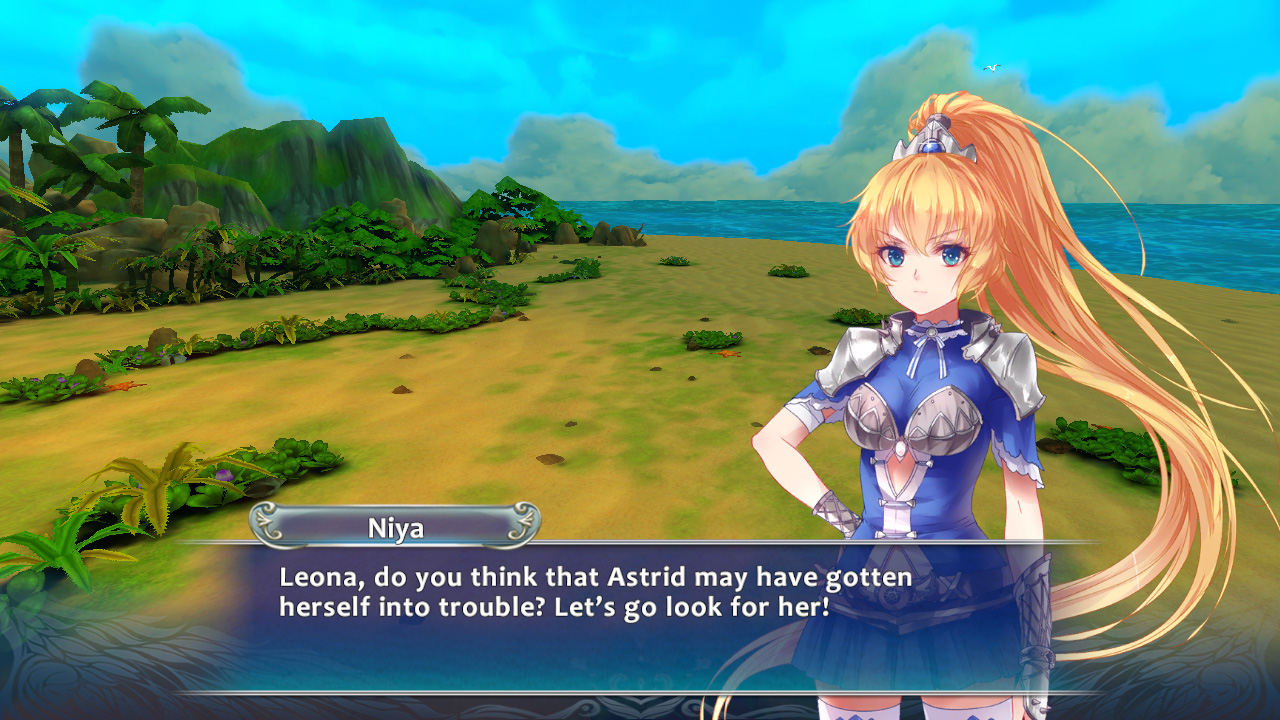 Niya
Leona, do you think that Astrid may have gotten
herself into trouble? Let's go look for her!